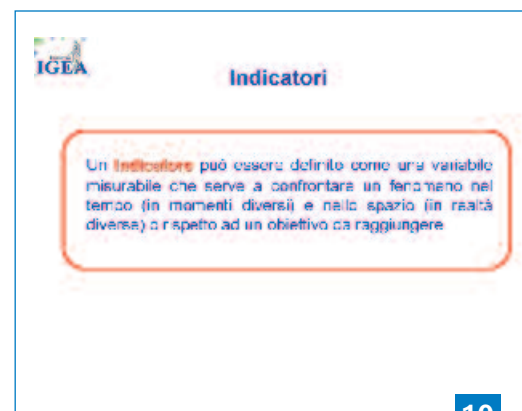 IGEA
Indicatori
Un Indicatore può essere definito come una variabile
misurabile che serve a confrontare un fenomeno nel
tempo (in momenti diversi) e nello spazio (in realtà
diverse) o rispetto ad un obiettivo da raggiungere